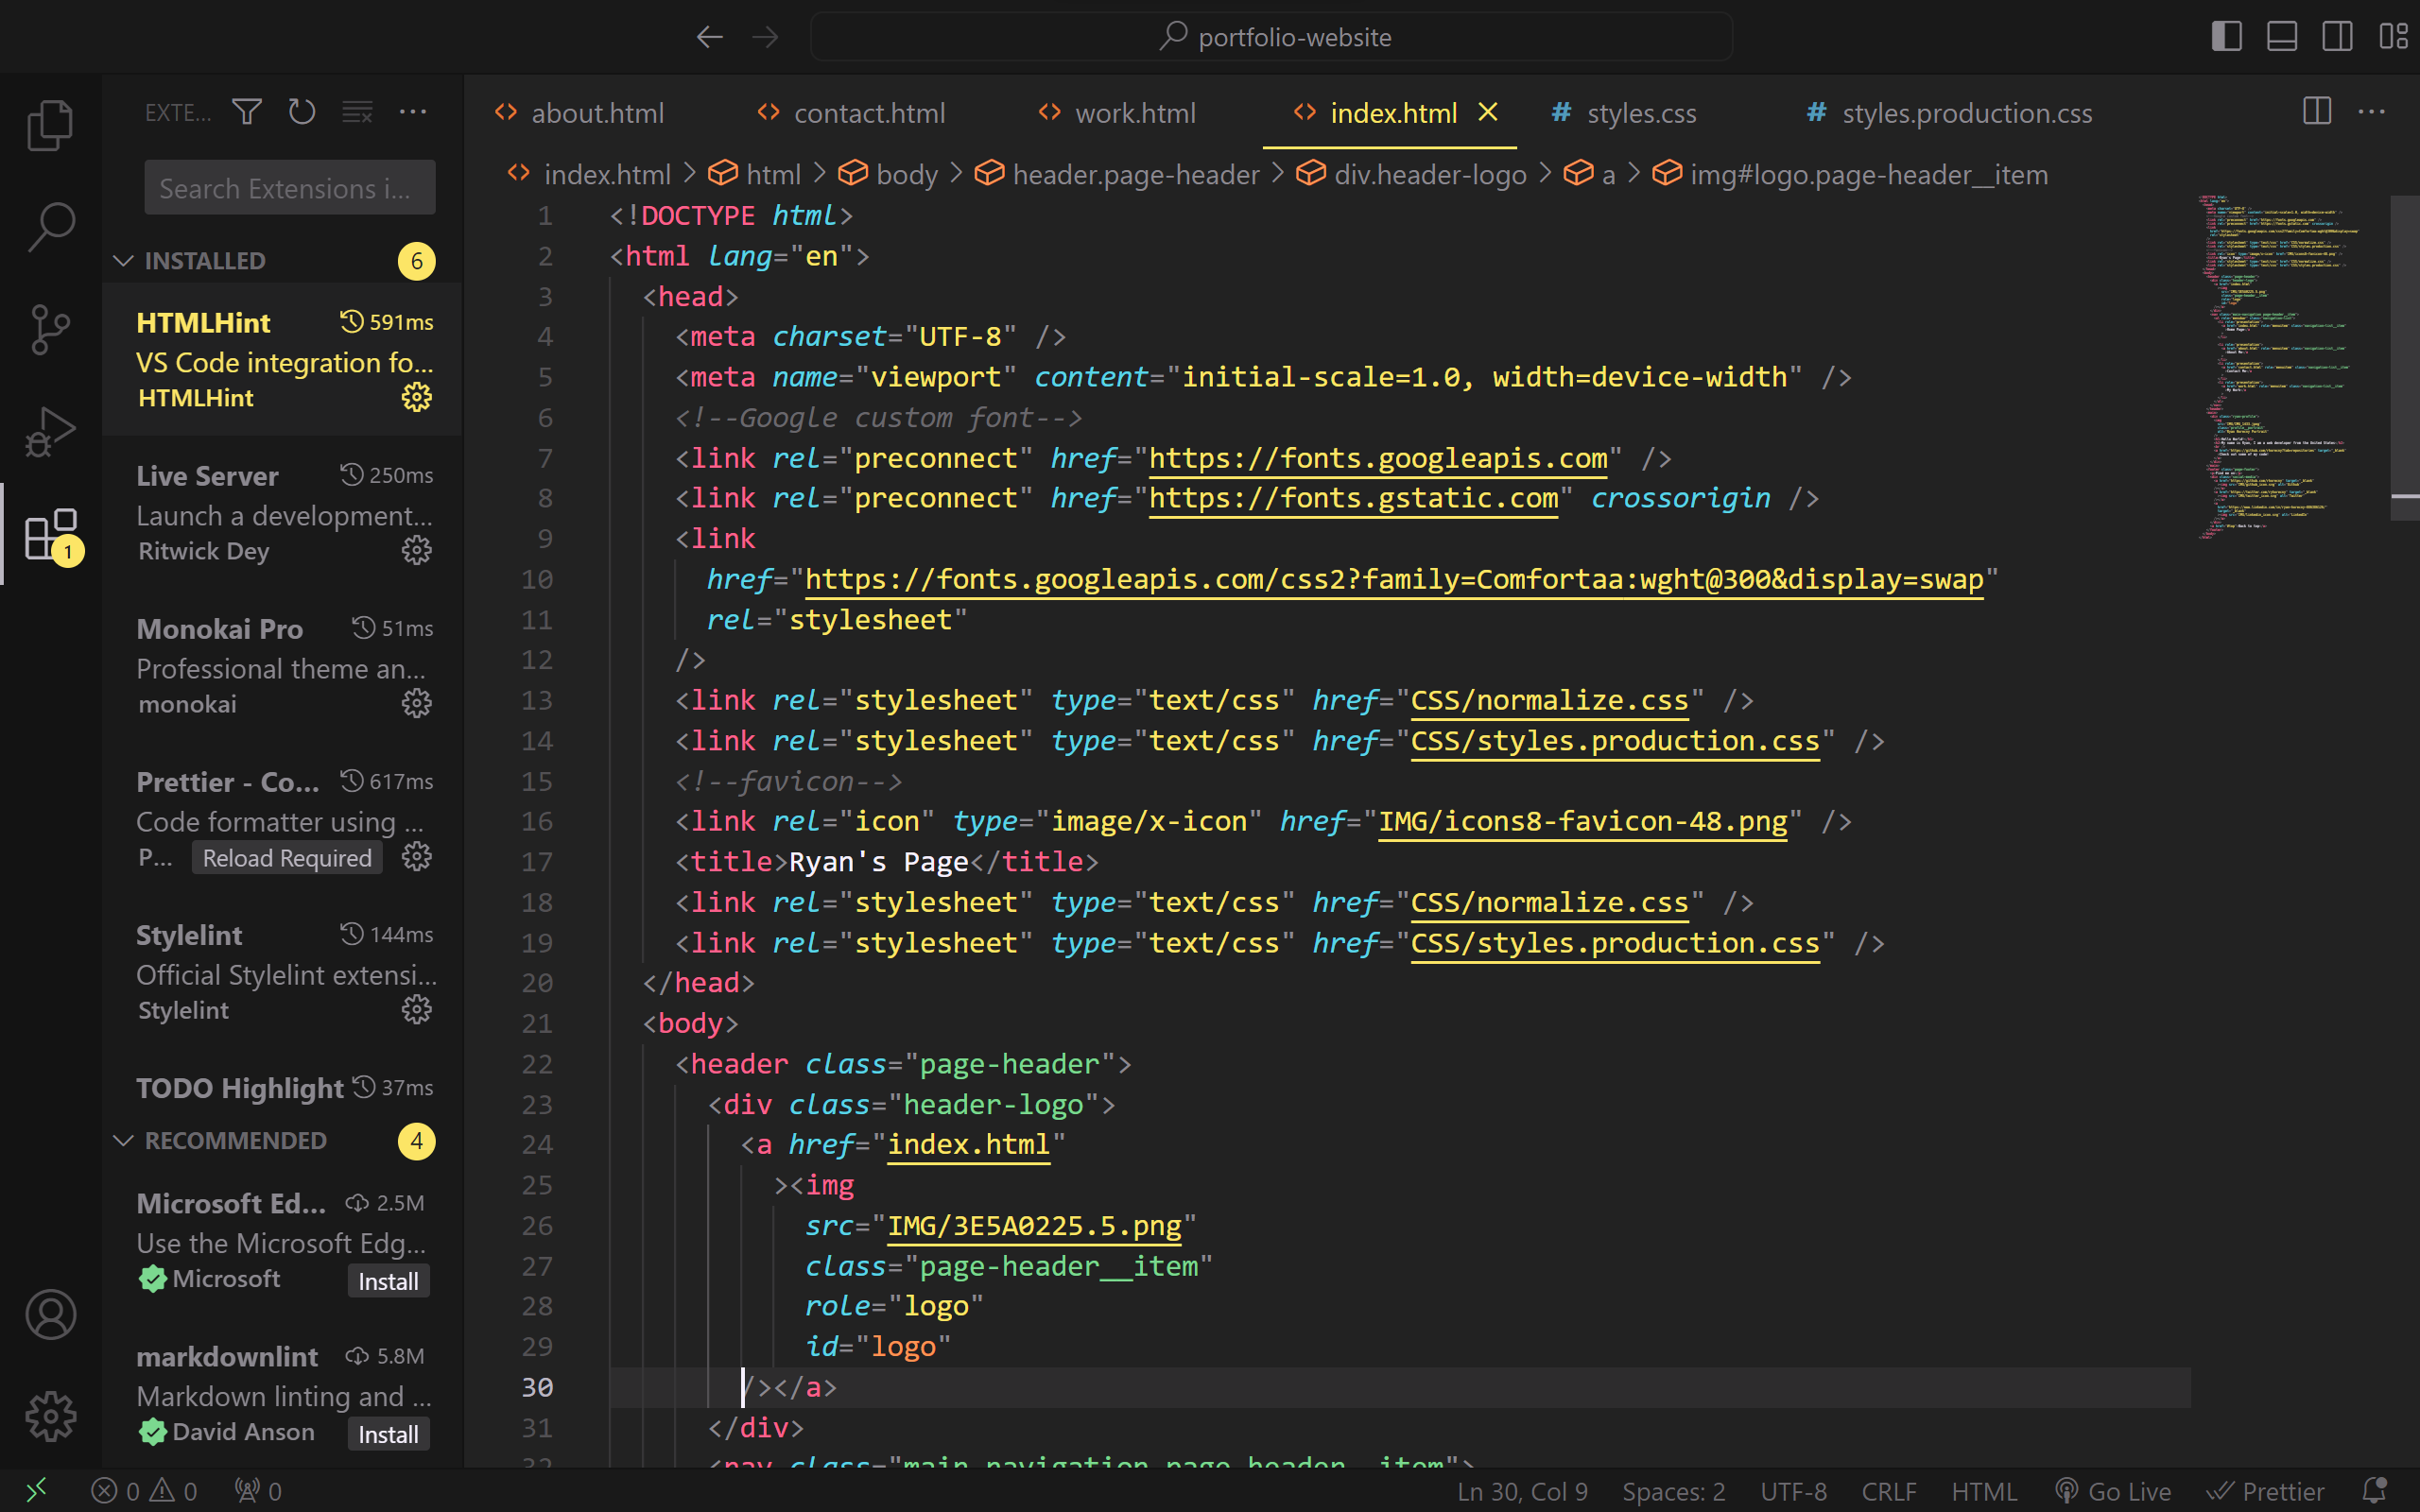 portfolio-website
EXTE...
Search Extensions i...
INSTALLED 6
HTMLHint 591ms
VS Code integration fo...
HTMLHint
Live Server 250ms
Launch a development...
Ritwick Dey
1
Monokai Pro 51ms
Professional theme an...
monokai
Prettier - Co... 617ms
Code formatter using ...
P... Reload Required
Stylelint 144ms
Official Stylelint extensi...
Stylelint
TODO Highlight 37ms
RECOMMENDED 4
Microsoft Ed... 2.5M
Use the Microsoft Edg...
Microsoft Install
markdownlint 5.8M
Markdown linting and ...
David Anson Install
about.html contact.html work.html index.html # styles.css # styles.production.css
index.html > html > body > header.page-header > div.header-logo > a > img#logo.page-header__item
1 <!DOCTYPE html>
2 <html lang="en">
3 <head>
4 <meta charset="UTF-8" />
5 <meta name="viewport" content="initial-scale=1.0, width=device-width" />
6 <!--Google custom font-->
7 <link rel="preconnect" href="https://fonts.googleapis.com" />
8 <link rel="preconnect" href="https://fonts.gstatic.com" crossorigin />
9 <link
10 href="https://fonts.googleapis.com/css2?family=Comfortaa:wght@300&display=swap"
11 rel="stylesheet"
12 />
13 <link rel="stylesheet" type="text/css" href="CSS/normalize.css" />
14 <link rel="stylesheet" type="text/css" href="CSS/styles.production.css" />
15 <!--favicon-->
16 <link rel="icon" type="image/x-icon" href="IMG/icons8-favicon-48.png" />
17 <title>Ryan's Page</title>
18 <link rel="stylesheet" type="text/css" href="CSS/normalize.css" />
19 <link rel="stylesheet" type="text/css" href="CSS/styles.production.css" />
20 </head>
21 <body>
22 <header class="page-header">
23 <div class="header-logo">
24 <a href="index.html"
25 ><img
26 src="IMG/3E5A0225.5.png"
27 class="page-header__item"
28 role="logo"
29 id="logo"
30 /></a>
31 </div>
32 <nav class="main-navigation page-header__item">
0 0 0 Ln 30, Col 9 Spaces: 2 UTF-8 CRLF HTML Go Live Prettier